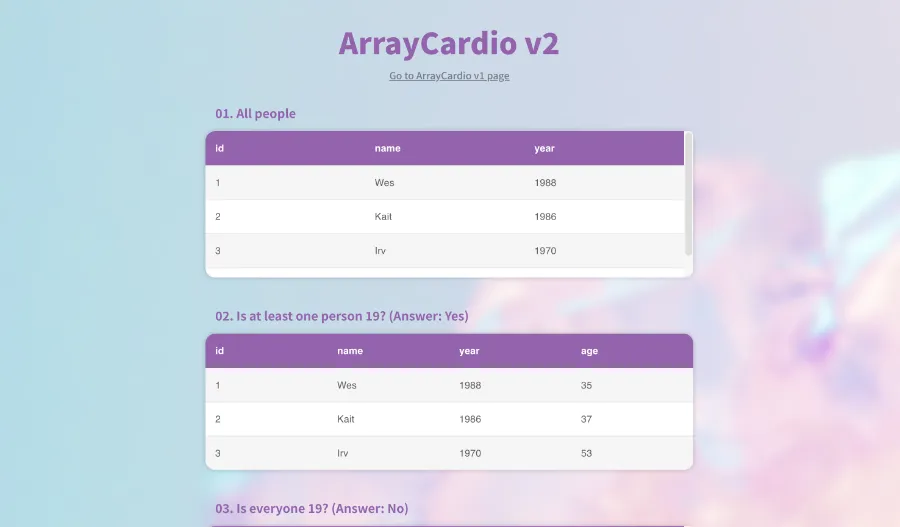 ArrayCardio v2
Go to ArrayCardio v1 page
01. All people
id name year
1 Wes 1988
2 Kait 1986
3 Irv 1970
02. Is at least one person 19? (Answer: Yes)
id name year age
1 Wes 1988 35
2 Kait 1986 37
3 Irv 1970 53
03. Is everyone 19? (Answer: No)